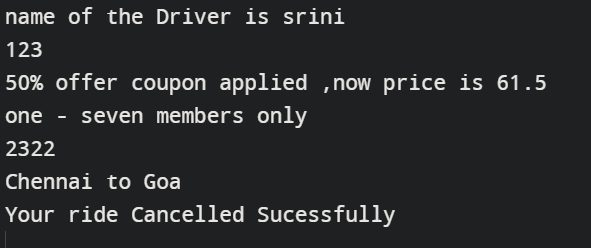 name of the Driver is srini
123
50% offer coupon applied ,now price is 61.5
one - seven members only
2322
Chennai to Goa
Your ride Cancelled Sucessfully